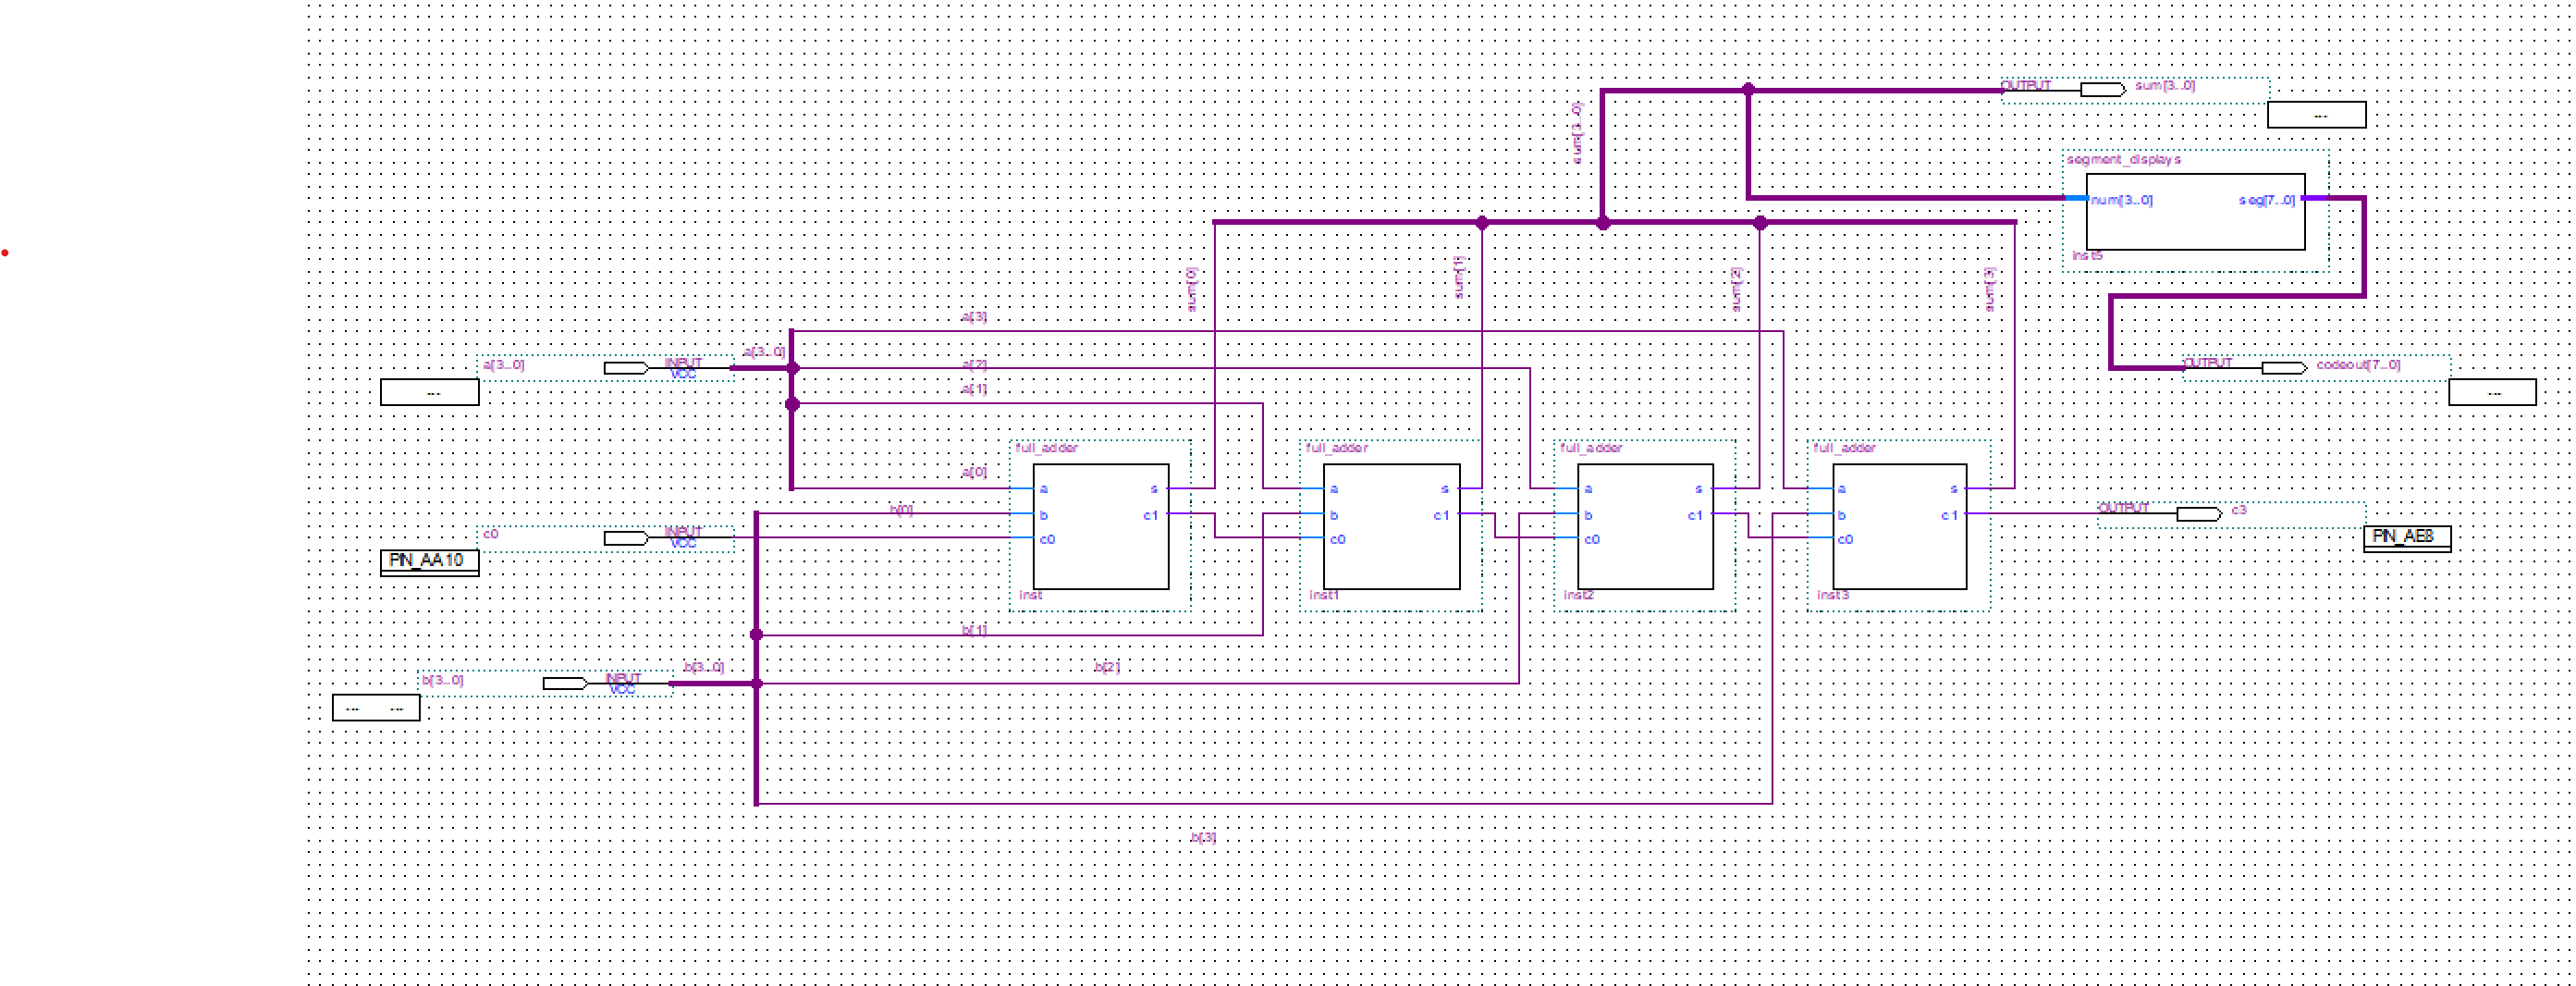 OUTPUT sum[3..0]
...
sum[3..0]
segment_displays
num[3..0] seg[7..0]
inst5
sum[0] sum[1] sum[2] sum[3]
a[3]
a[3..0] INPUT VCC a[3..0] a[2]
...
a[1]
OUTPUT codeout[7..0]
...
full_adder full_adder full_adder full_adder
a[0]
a s a s a s a s
b[0] b c1 b c1 b c1 b c1 OUTPUT c3
PIN_AE8
c0 INPUT VCC c0 c0 c0 c0
PIN_AA10
inst inst1 inst2 inst3
b[1]
b[3..0] INPUT VCC b[3..0] b[2]
... ...
b[3]